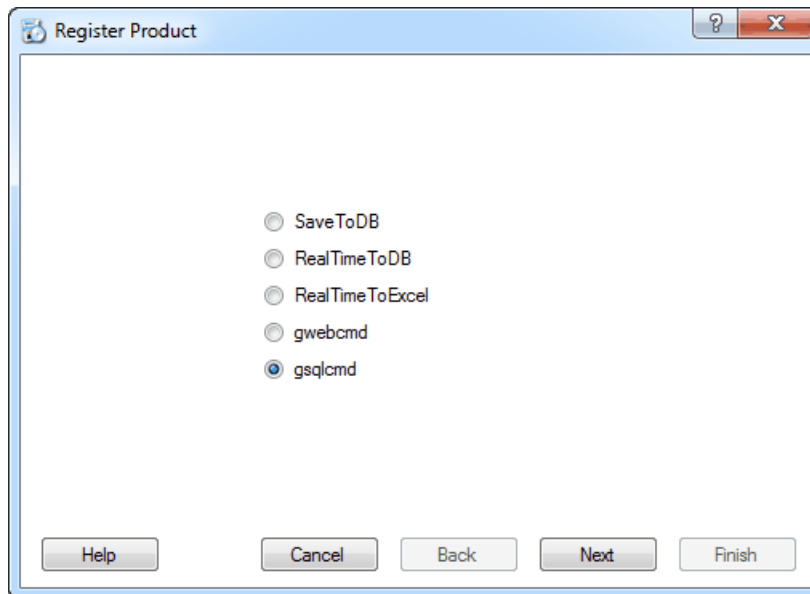 Register Product
SaveToDB
RealTimeToDB
RealTimeToExcel
gwebcmd
gsqlcmd
Help Cancel Back Next Finish